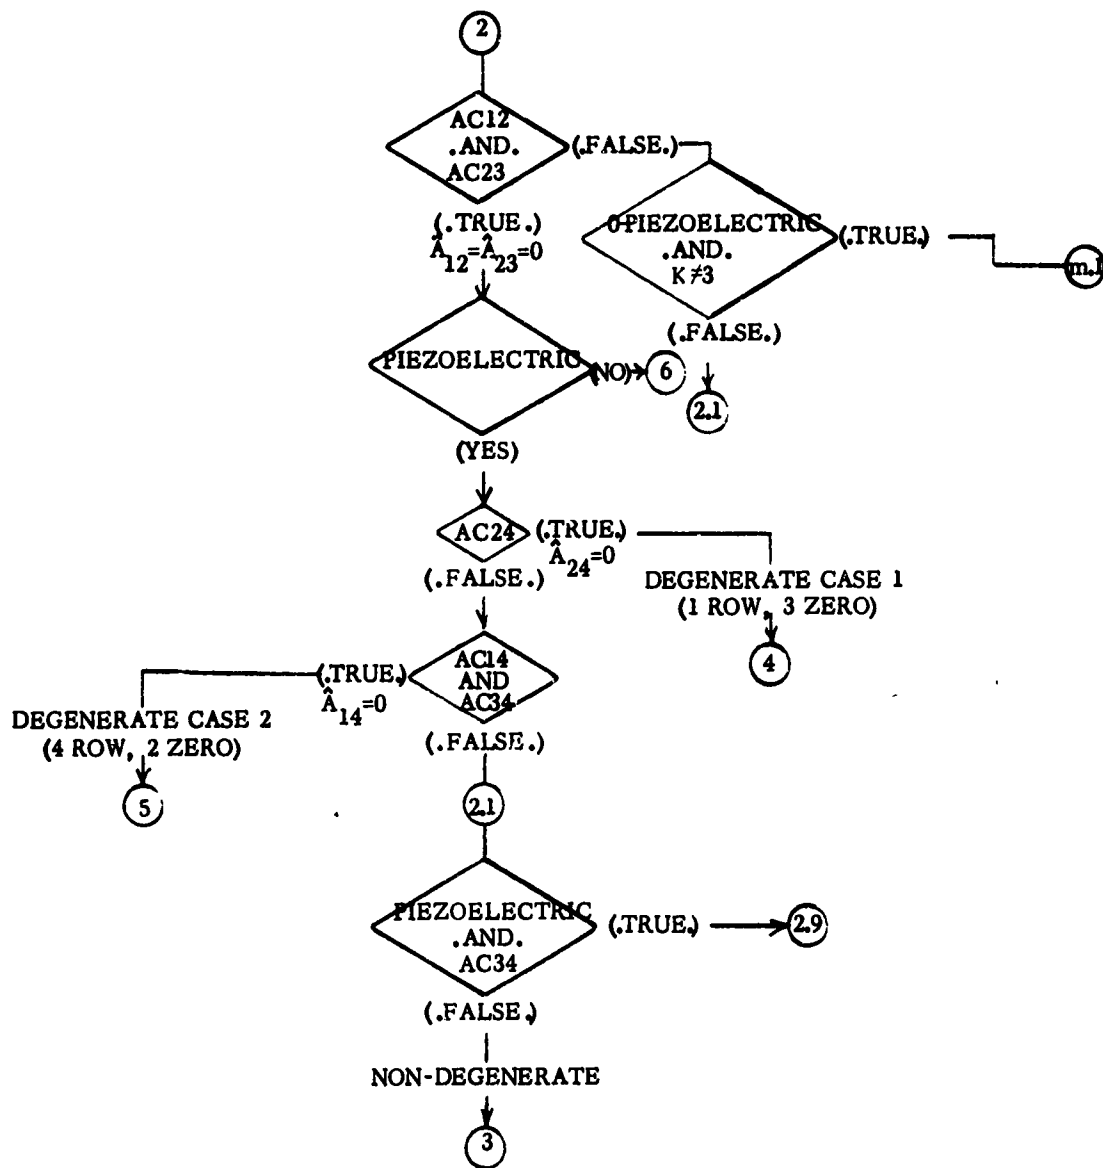 2
AC12
.AND.
AC23
(.FALSE.)
(.TRUE.)
Â12=Â23=0
0-PIEZOELECTRIC
.AND.
K≠3
(.TRUE.)
m.1
(.FALSE.)
2.1
PIEZOELECTRIC
(NO)
6
(YES)
AC24
(.TRUE.)
Â24=0
(.FALSE.)
DEGENERATE CASE 1
(1 ROW, 3 ZERO)
4
AC14
AND
AC34
(.TRUE.)
Â14=0
DEGENERATE CASE 2
(4 ROW, 2 ZERO)
5
(.FALSE.)
2.1
PIEZOELECTRIC
.AND.
AC34
(.TRUE.)
2.9
(.FALSE.)
NON-DEGENERATE
3